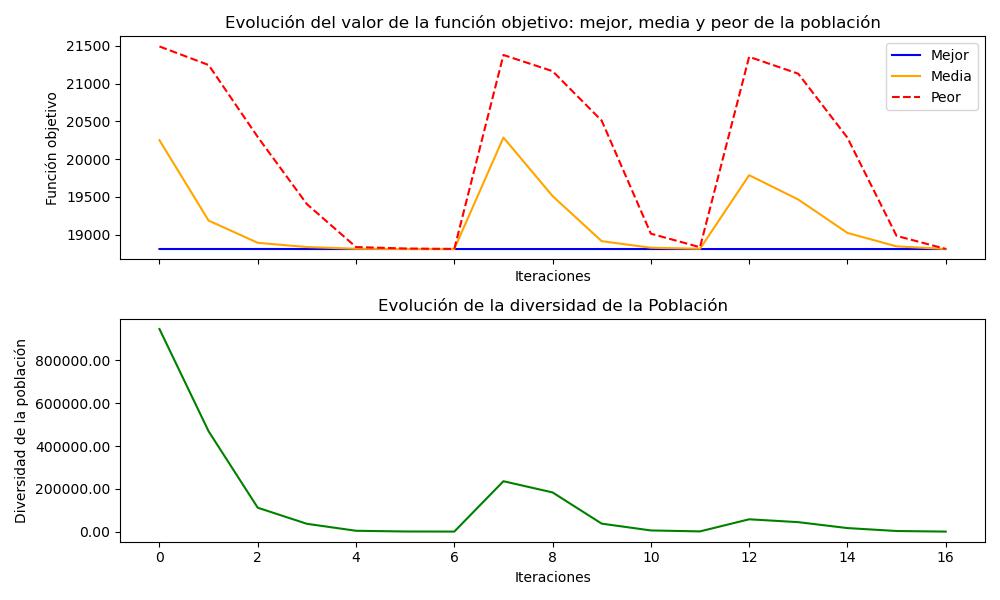 Evolución del valor de la función objetivo: mejor, media y peor de la población
21500
21000
20500
20000
19500
19000
Función objetivo
Mejor
Media
Peor
Iteraciones
Evolución de la diversidad de la Población
800000.00
600000.00
400000.00
200000.00
0.00
Diversidad de la población
0 2 4 6 8 10 12 14 16
Iteraciones